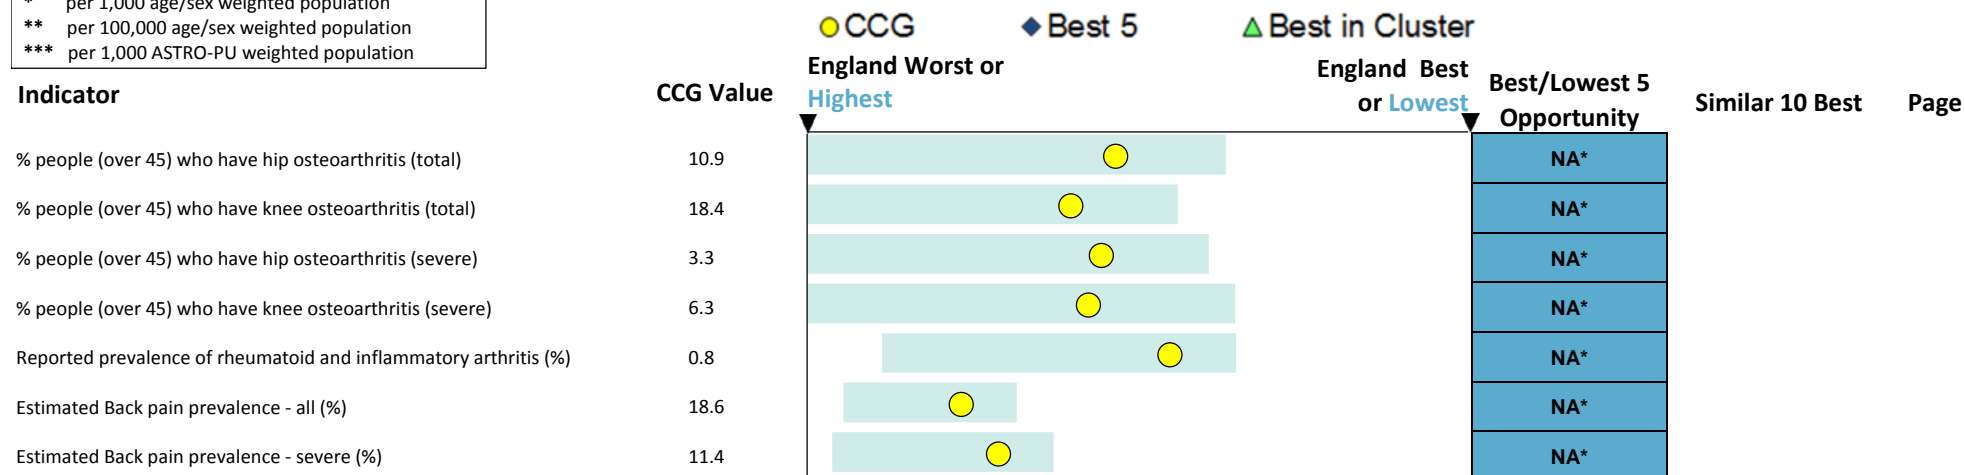 * per 1,000 age/sex weighted population
** per 100,000 age/sex weighted population
*** per 1,000 ASTRO-PU weighted population
CCG Best 5 Best in Cluster
Indicator CCG Value England Worst or Highest England Best or Lowest Best/Lowest 5 Opportunity Similar 10 Best Page
% people (over 45) who have hip osteoarthritis (total) 10.9 NA*
% people (over 45) who have knee osteoarthritis (total) 18.4 NA*
% people (over 45) who have hip osteoarthritis (severe) 3.3 NA*
% people (over 45) who have knee osteoarthritis (severe) 6.3 NA*
Reported prevalence of rheumatoid and inflammatory arthritis (%) 0.8 NA*
Estimated Back pain prevalence - all (%) 18.6 NA*
Estimated Back pain prevalence - severe (%) 11.4 NA*